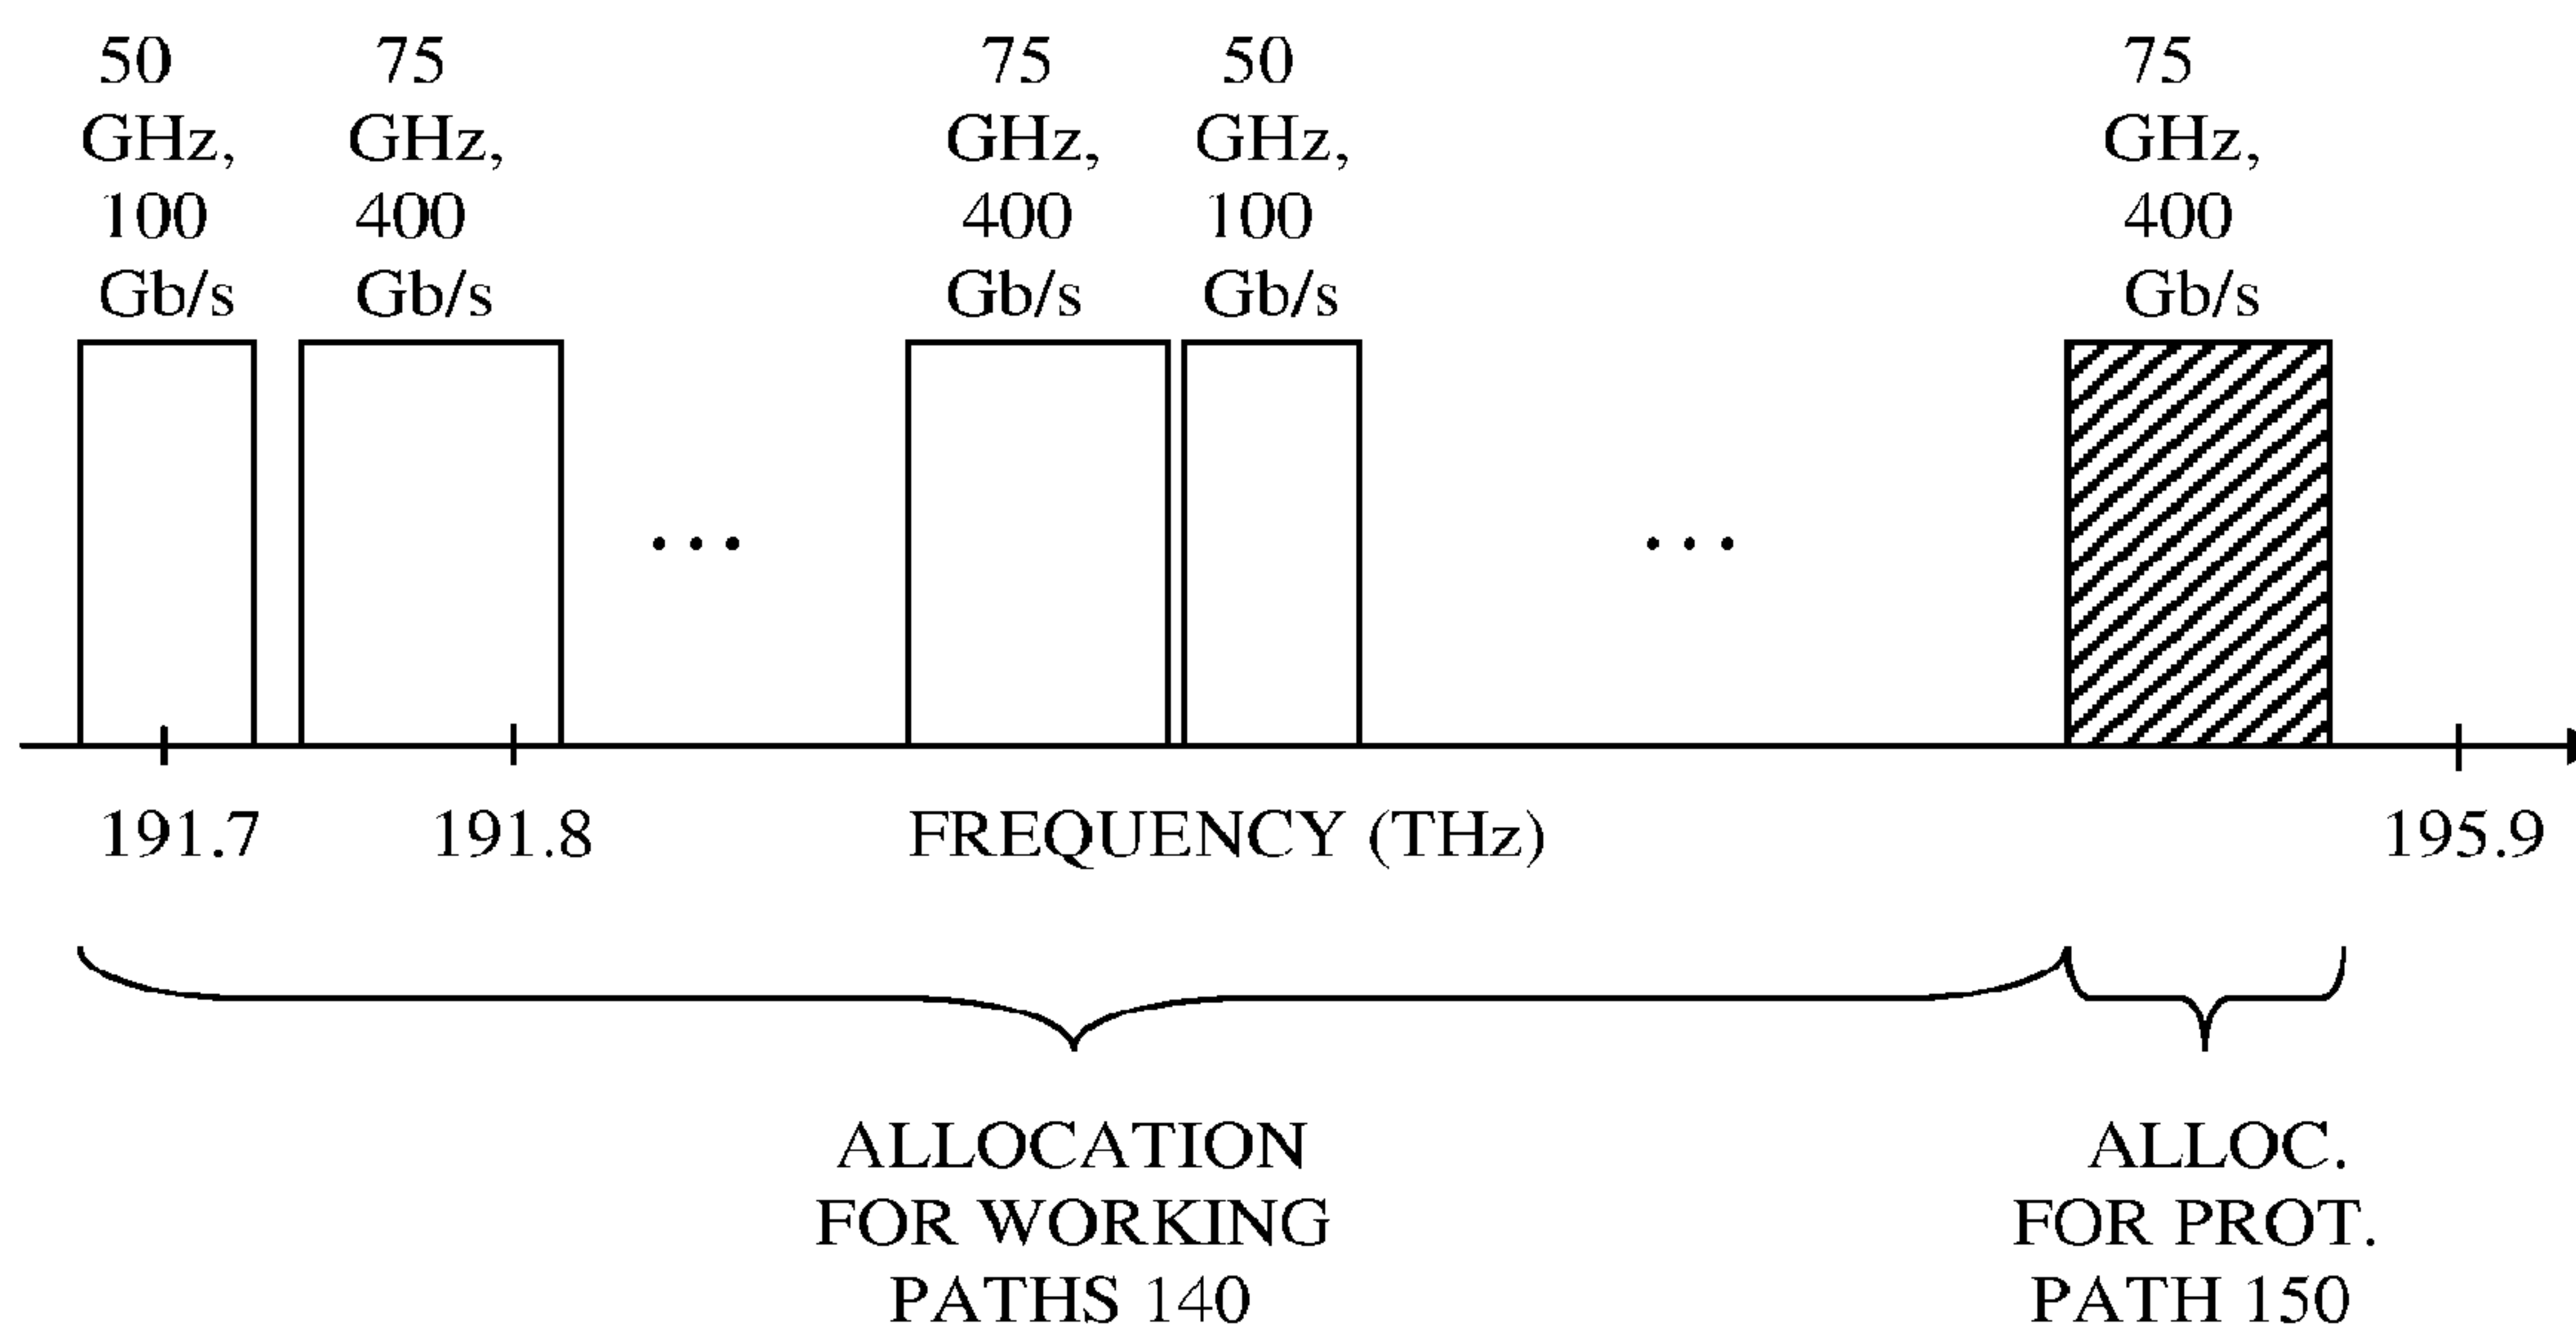 50
GHz,
100
Gb/s
75
GHz,
400
Gb/s
75
GHz,
400
Gb/s
50
GHz,
100
Gb/s
75
GHz,
400
Gb/s
...
...
191.7
191.8
FREQUENCY (THz)
195.9
ALLOCATION
FOR WORKING
PATHS 140
ALLOC.
FOR PROT.
PATH 150